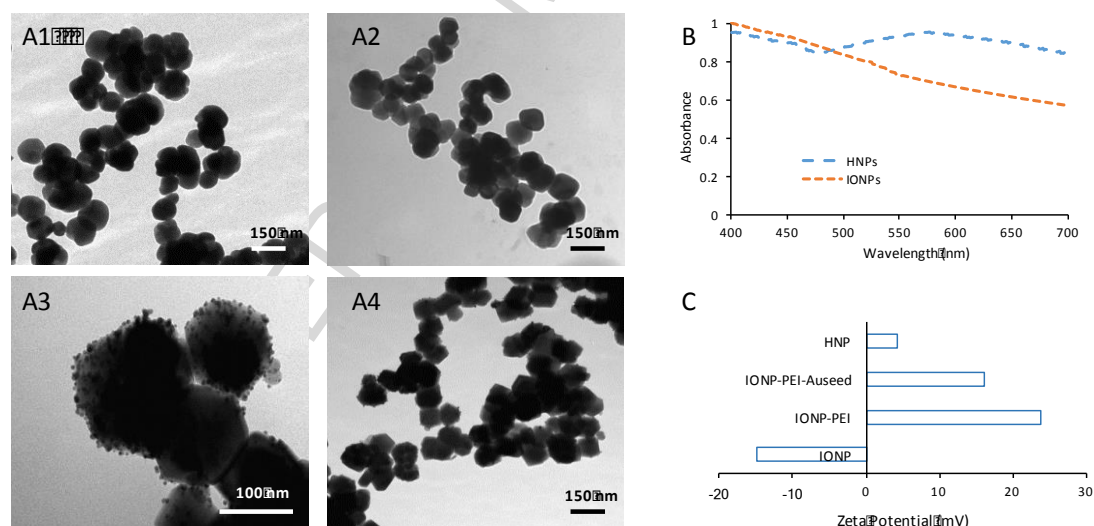 A1
A2
150 nm
150 nm
A3
A4
100 nm
150 nm
B
1
0.8
0.6
0.4
0.2
0
Absorbance
HNPs
IONPs
400 450 500 550 600 650 700
Wavelength (nm)
C
HNP
IONP-PEI-Auseed
IONP-PEI
IONP
-20 -10 0 10 20 30
Zeta Potential (mV)